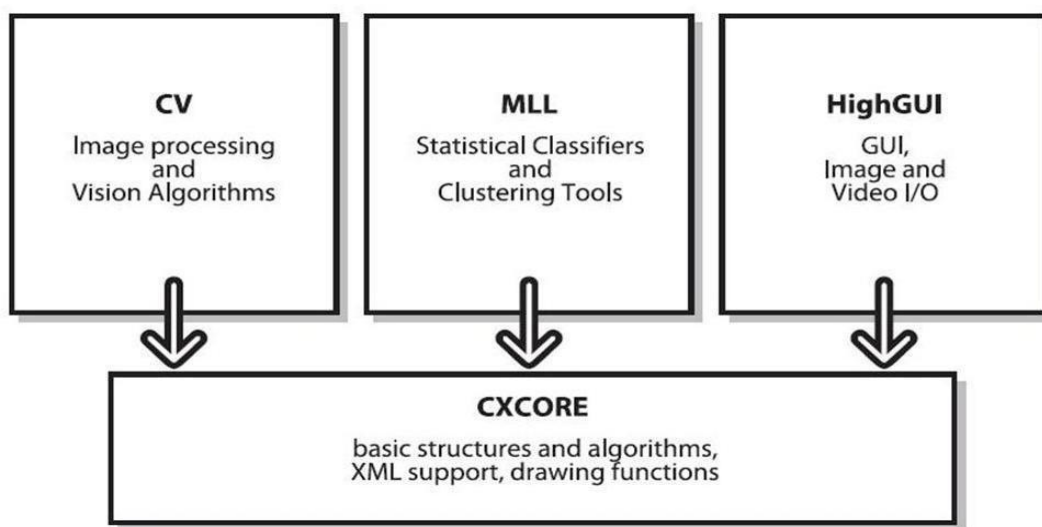 CV
Image processing
and
Vision Algorithms
MLL
Statistical Classifiers
and
Clustering Tools
HighGUI
GUI,
Image and
Video I/O
CXCORE
basic structures and algorithms,
XML support, drawing functions